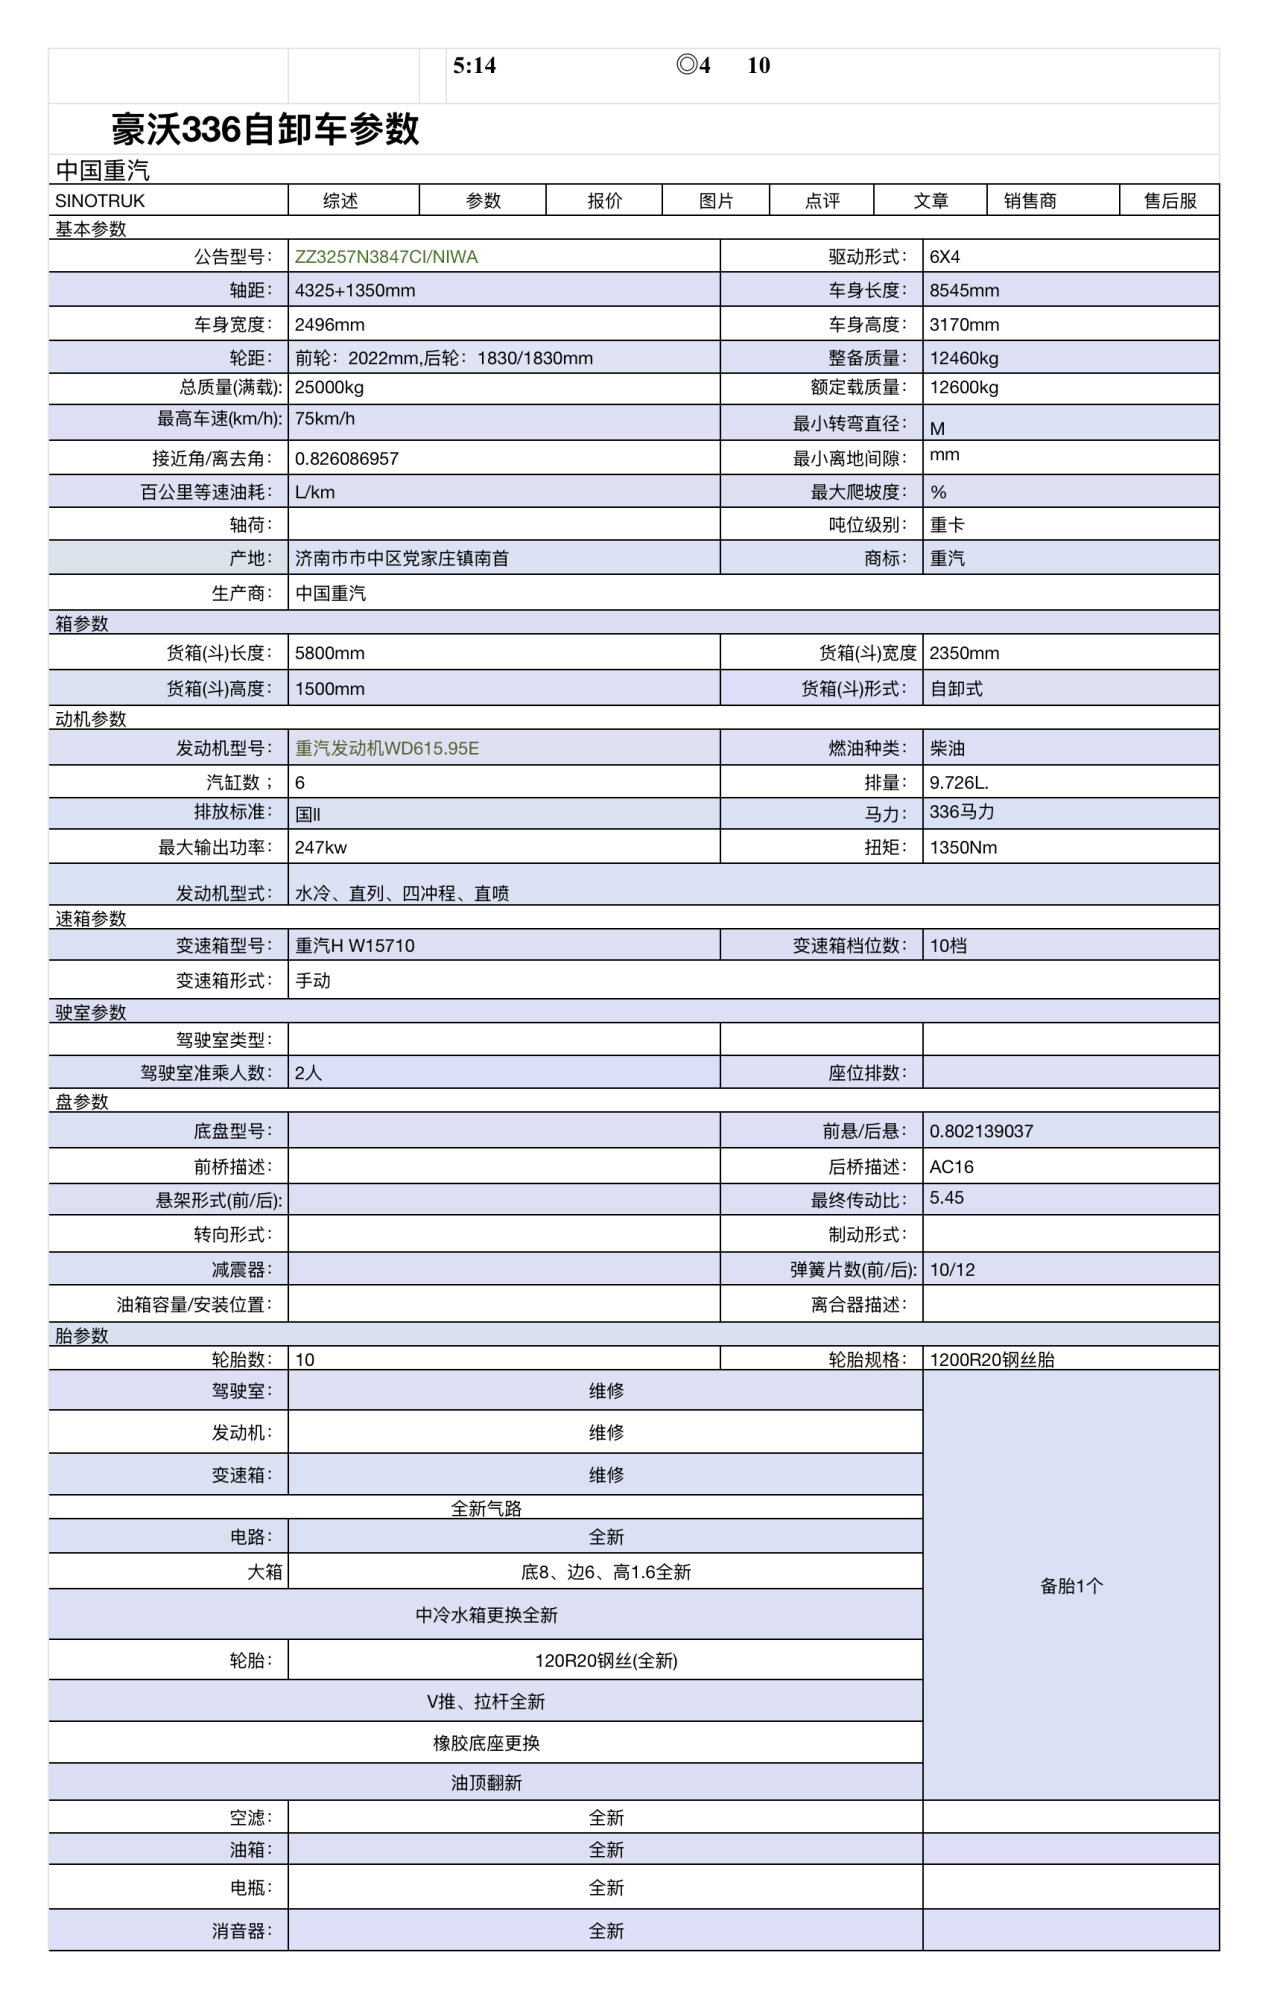 5:14 ◎4 10
豪沃336自卸车参数
中国重汽
SINOTRUK 综述 参数 报价 图片 点评 文章 销售商 售后服
基本参数
公告型号： ZZ3257N3847CI/NIWA 驱动形式： 6X4
轴距： 4325+1350mm 车身长度： 8545mm
车身宽度： 2496mm 车身高度： 3170mm
轮距： 前轮：2022mm,后轮：1830/1830mm 整备质量： 12460kg
总质量(满载): 25000kg 额定载质量： 12600kg
最高车速(km/h): 75km/h 最小转弯直径： M
接近角/离去角： 0.826086957 最小离地间隙： mm
百公里等速油耗： L/km 最大爬坡度： %
轴荷： 吨位级别： 重卡
产地： 济南市市中区党家庄镇南首 商标： 重汽
生产商： 中国重汽
箱参数
货箱(斗)长度： 5800mm 货箱(斗)宽度 2350mm
货箱(斗)高度： 1500mm 货箱(斗)形式： 自卸式
动机参数
发动机型号： 重汽发动机WD615.95E 燃油种类： 柴油
汽缸数； 6 排量： 9.726L.
排放标准： 国II 马力： 336马力
最大输出功率： 247kw 扭矩： 1350Nm
发动机型式： 水冷、直列、四冲程、直喷
速箱参数
变速箱型号： 重汽H W15710 变速箱档位数： 10档
变速箱形式： 手动
驶室参数
驾驶室类型：
驾驶室准乘人数： 2人 座位排数：
盘参数
底盘型号： 前悬/后悬： 0.802139037
前桥描述： 后桥描述： AC16
悬架形式(前/后): 最终传动比： 5.45
转向形式： 制动形式：
减震器： 弹簧片数(前/后): 10/12
油箱容量/安装位置： 离合器描述：
胎参数
轮胎数： 10 轮胎规格： 1200R20钢丝胎
驾驶室： 维修
发动机： 维修
变速箱： 维修
全新气路
电路： 全新
大箱 底8、边6、高1.6全新
备胎1个
中冷水箱更换全新
轮胎： 120R20钢丝(全新)
V推、拉杆全新
橡胶底座更换
油顶翻新
空滤： 全新
油箱： 全新
电瓶： 全新
消音器： 全新